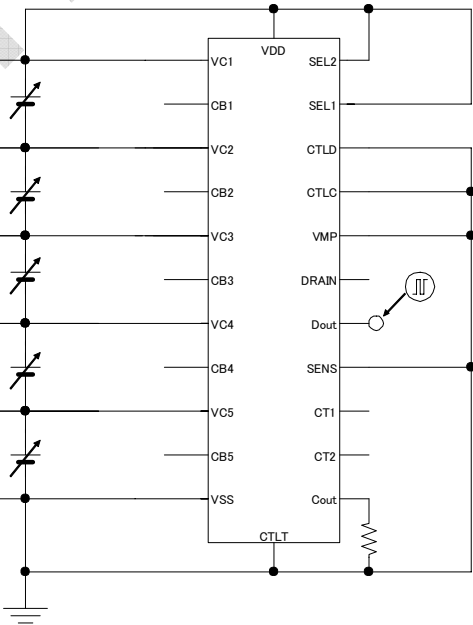 VDD
VC1 SEL2
CB1 SEL1
VC2 CTLD
CB2 CTLC
VC3 VMP
CB3 DRAIN
VC4 Dout
CB4 SENS
VC5 CT1
CB5 CT2
VSS Cout
CTLT